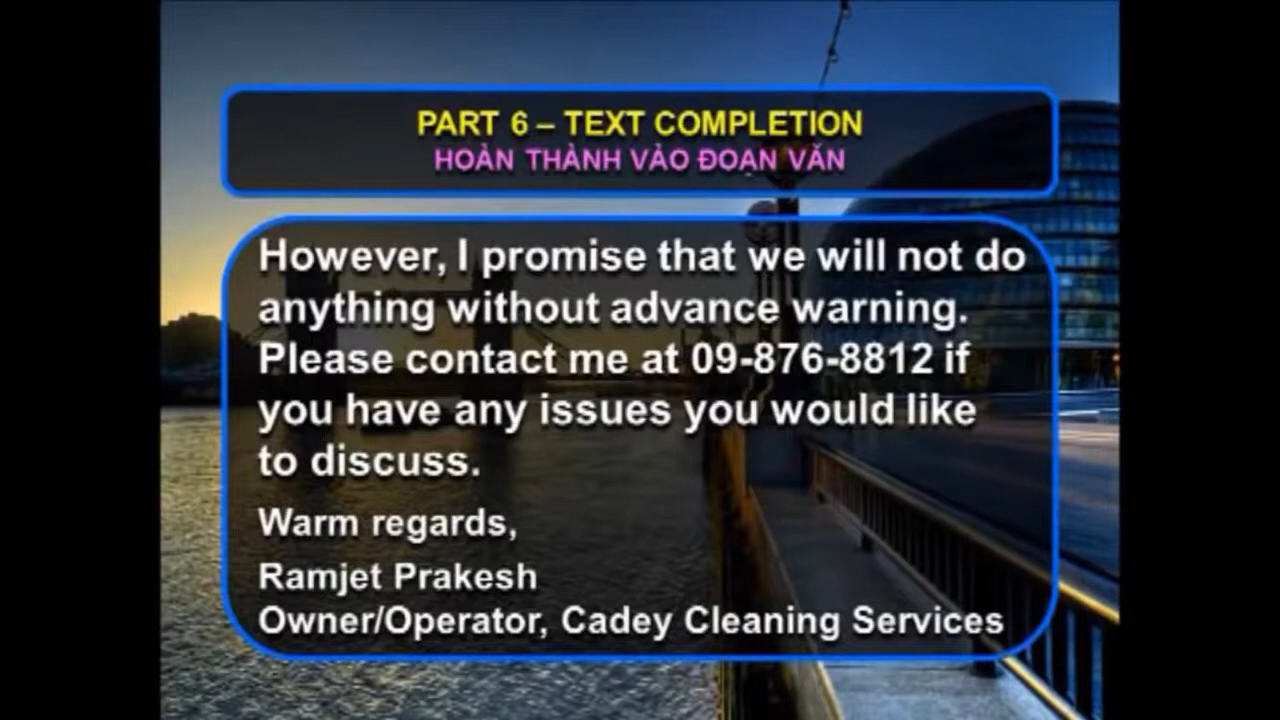 PART 6 – TEXT COMPLETION
HOÀN THÀNH VÀO ĐOẠN VĂN
However, I promise that we will not do
anything without advance warning.
Please contact me at 09-876-8812 if
you have any issues you would like
to discuss.
Warm regards,
Ramjet Prakesh
Owner/Operator, Cadey Cleaning Services